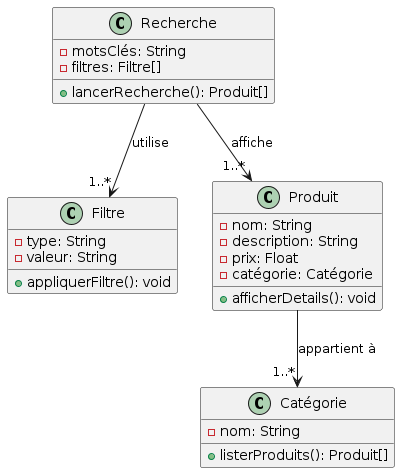 C Recherche
motsClés: String
filtres: Filtre[]
lancerRecherche(): Produit[]
utilise
affiche
1..*
1..*
C Filtre
type: String
valeur: String
appliquerFiltre(): void
C Produit
nom: String
description: String
prix: Float
catégorie: Catégorie
afficherDetails(): void
appartient à
1..*
C Catégorie
nom: String
listerProduits(): Produit[]